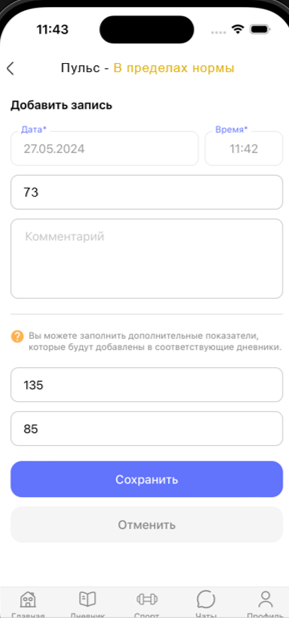 11:43
Пульс - В пределах нормы
Добавить запись
Дата* Время*
27.05.2024 11:42
73
Комментарий
Вы можете заполнить дополнительные показатели,
которые будут добавлены в соответствующие дневники.
135
85
Сохранить
Отменить
Главная Дневник Спорт Чаты Профиль